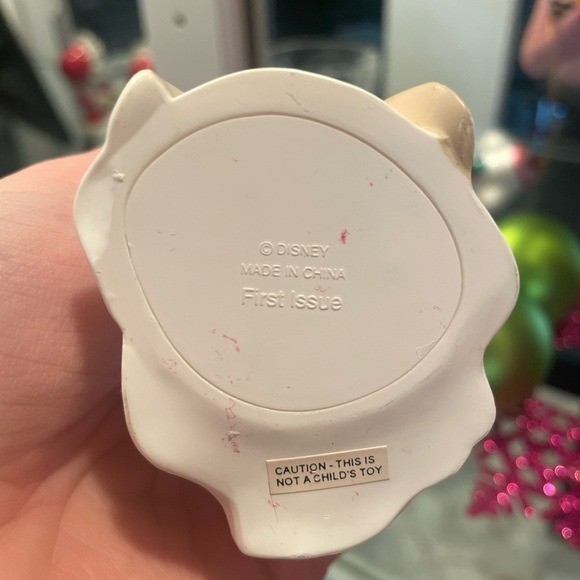 © DISNEY
MADE IN CHINA
First Issue
CAUTION - THIS IS
NOT A CHILD'S TOY